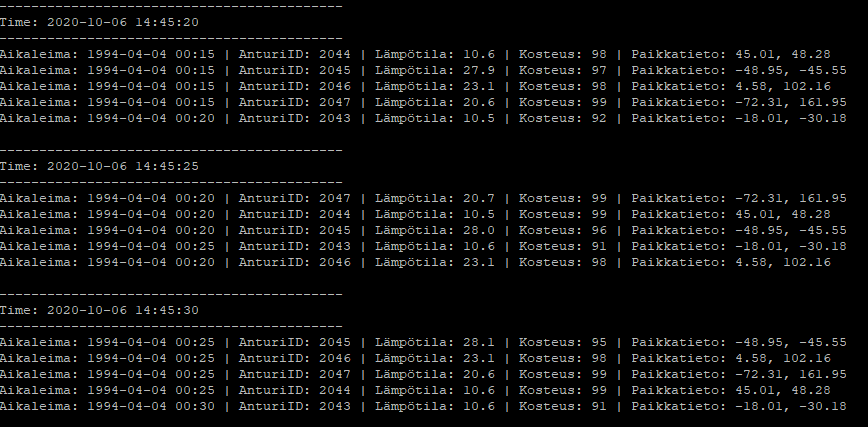 -------------------------------------------
Time: 2020-10-06 14:45:20
-------------------------------------------
Aikaleima: 1994-04-04 00:15 | AnturiID: 2044 | Lämpötila: 10.6 | Kosteus: 98 | Paikkatieto: 45.01, 48.28
Aikaleima: 1994-04-04 00:15 | AnturiID: 2045 | Lämpötila: 27.9 | Kosteus: 97 | Paikkatieto: -48.95, -45.55
Aikaleima: 1994-04-04 00:15 | AnturiID: 2046 | Lämpötila: 23.1 | Kosteus: 98 | Paikkatieto: 4.58, 102.16
Aikaleima: 1994-04-04 00:15 | AnturiID: 2047 | Lämpötila: 20.6 | Kosteus: 99 | Paikkatieto: -72.31, 161.95
Aikaleima: 1994-04-04 00:20 | AnturiID: 2043 | Lämpötila: 10.5 | Kosteus: 92 | Paikkatieto: -18.01, -30.18
-------------------------------------------
Time: 2020-10-06 14:45:25
-------------------------------------------
Aikaleima: 1994-04-04 00:20 | AnturiID: 2047 | Lämpötila: 20.7 | Kosteus: 99 | Paikkatieto: -72.31, 161.95
Aikaleima: 1994-04-04 00:20 | AnturiID: 2044 | Lämpötila: 10.5 | Kosteus: 99 | Paikkatieto: 45.01, 48.28
Aikaleima: 1994-04-04 00:20 | AnturiID: 2045 | Lämpötila: 28.0 | Kosteus: 96 | Paikkatieto: -48.95, -45.55
Aikaleima: 1994-04-04 00:25 | AnturiID: 2043 | Lämpötila: 10.6 | Kosteus: 91 | Paikkatieto: -18.01, -30.18
Aikaleima: 1994-04-04 00:20 | AnturiID: 2046 | Lämpötila: 23.1 | Kosteus: 98 | Paikkatieto: 4.58, 102.16
-------------------------------------------
Time: 2020-10-06 14:45:30
-------------------------------------------
Aikaleima: 1994-04-04 00:25 | AnturiID: 2045 | Lämpötila: 28.1 | Kosteus: 95 | Paikkatieto: -48.95, -45.55
Aikaleima: 1994-04-04 00:25 | AnturiID: 2046 | Lämpötila: 23.1 | Kosteus: 98 | Paikkatieto: 4.58, 102.16
Aikaleima: 1994-04-04 00:25 | AnturiID: 2047 | Lämpötila: 20.6 | Kosteus: 99 | Paikkatieto: -72.31, 161.95
Aikaleima: 1994-04-04 00:25 | AnturiID: 2044 | Lämpötila: 10.6 | Kosteus: 99 | Paikkatieto: 45.01, 48.28
Aikaleima: 1994-04-04 00:30 | AnturiID: 2043 | Lämpötila: 10.6 | Kosteus: 91 | Paikkatieto: -18.01, -30.18